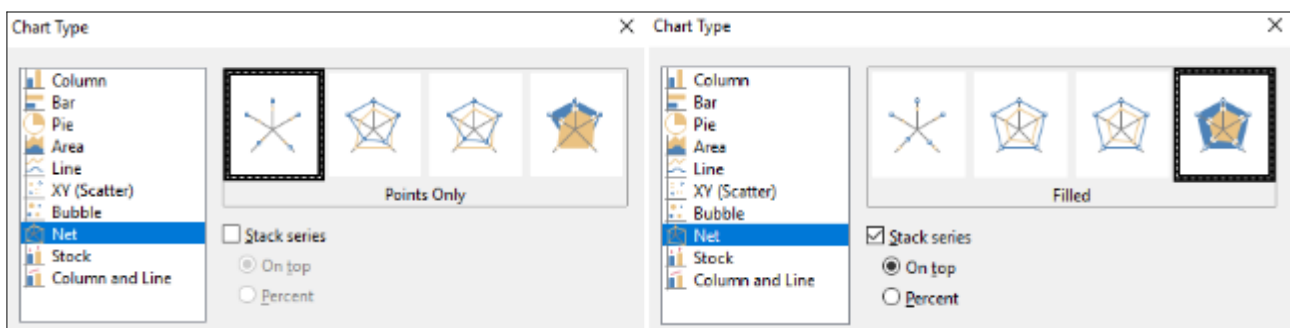 Chart Type
Column
Bar
Pie
Area
Line
XY (Scatter)
Bubble
Net
Stock
Column and Line
Points Only
Stack series
On top
Percent
Chart Type
Column
Bar
Pie
Area
Line
XY (Scatter)
Bubble
Net
Stock
Column and Line
Filled
Stack series
On top
Percent